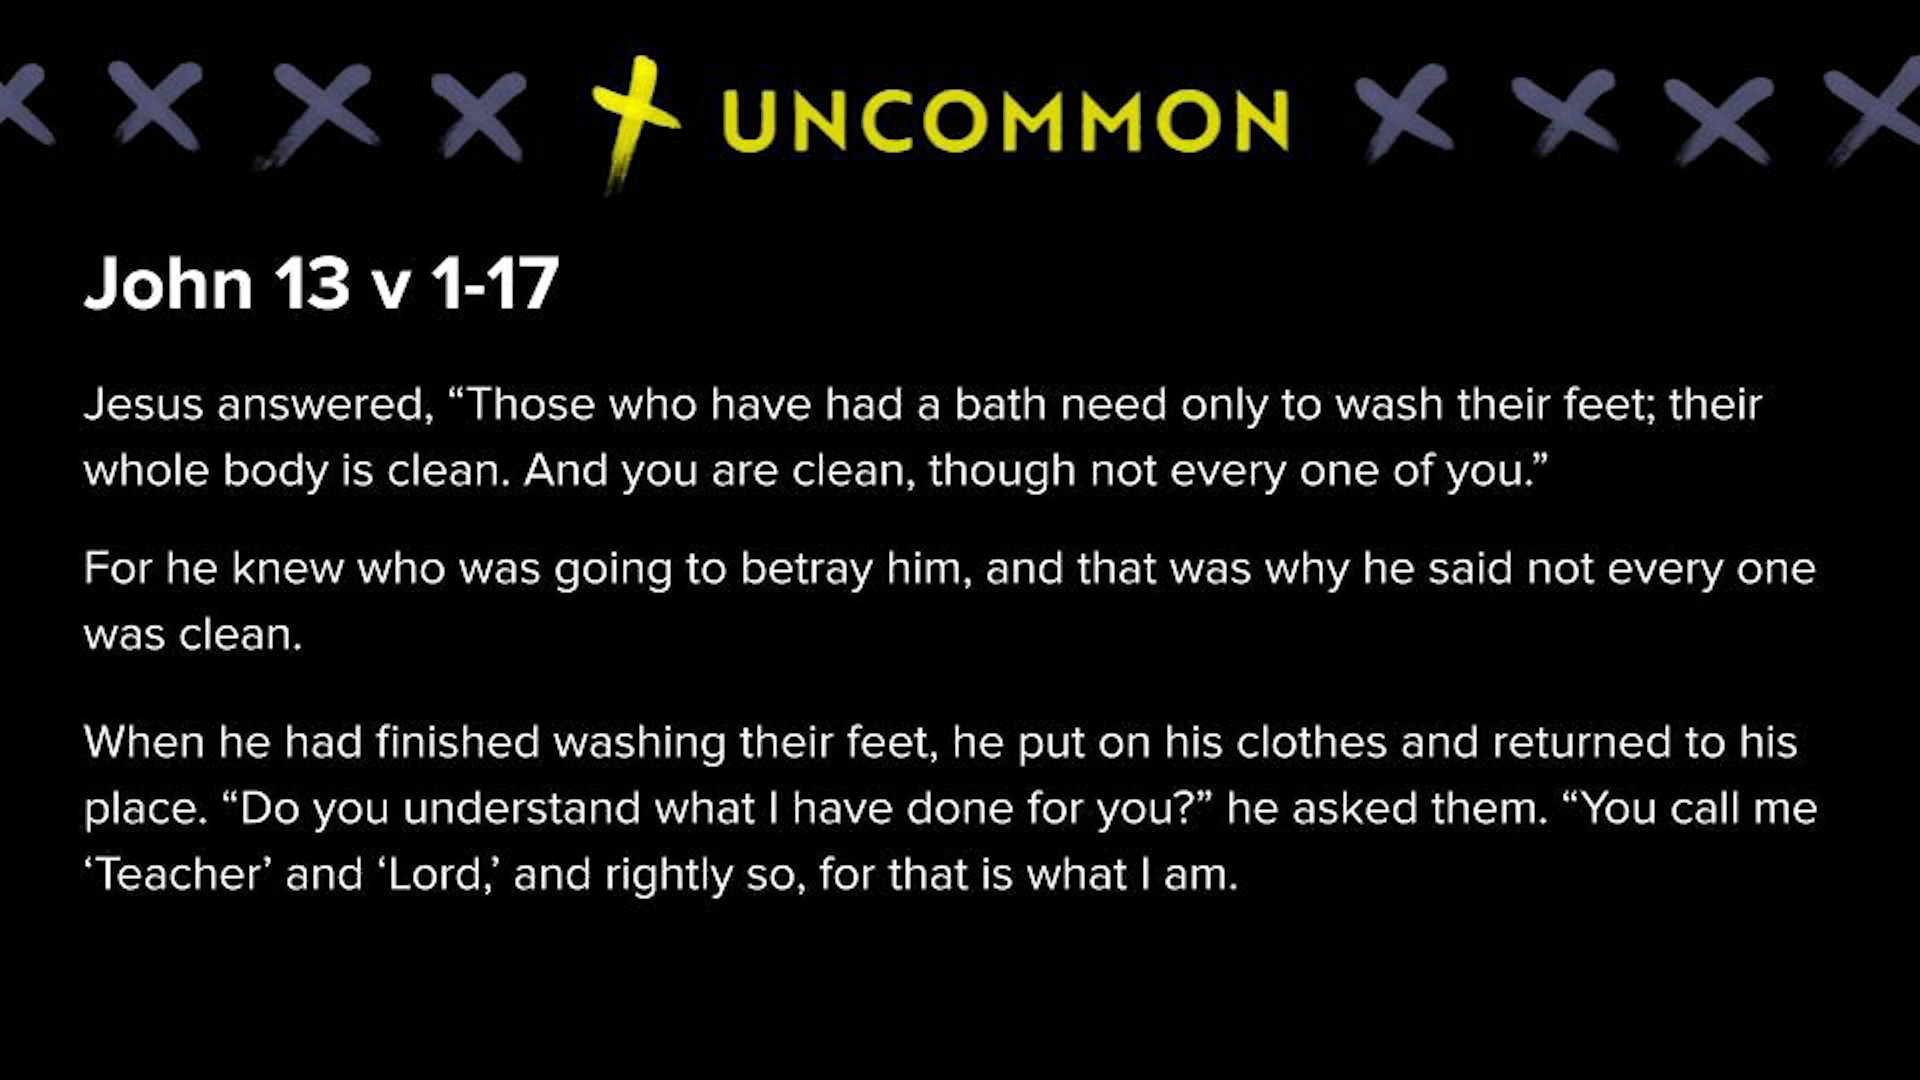 UNCOMMON
John 13 v 1-17
Jesus answered, “Those who have had a bath need only to wash their feet; their
whole body is clean. And you are clean, though not every one of you.”
For he knew who was going to betray him, and that was why he said not every one
was clean.
When he had finished washing their feet, he put on his clothes and returned to his
place. “Do you understand what I have done for you?” he asked them. “You call me
‘Teacher’ and ‘Lord,’ and rightly so, for that is what I am.